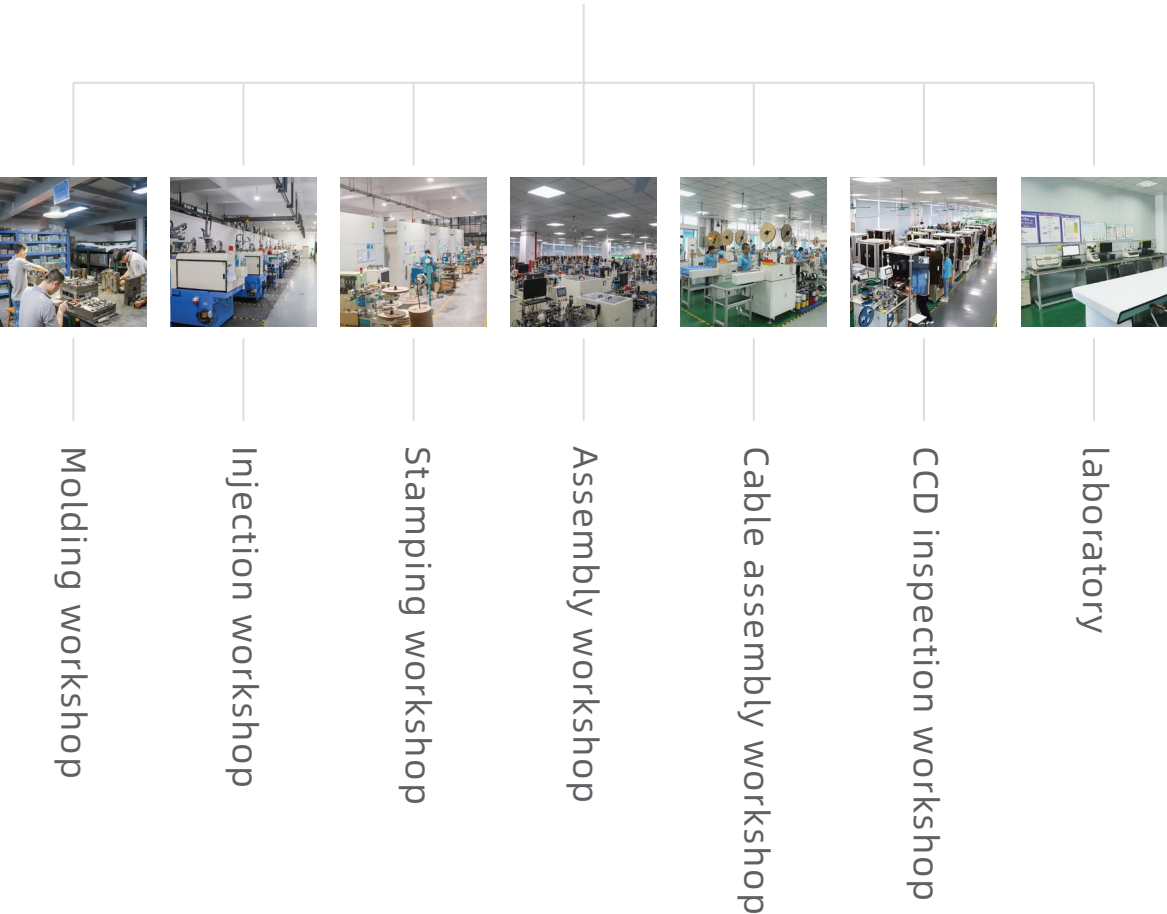 Molding workshop
Injection workshop
Stamping workshop
Assembly workshop
Cable assembly workshop
CCD inspection workshop
laboratory